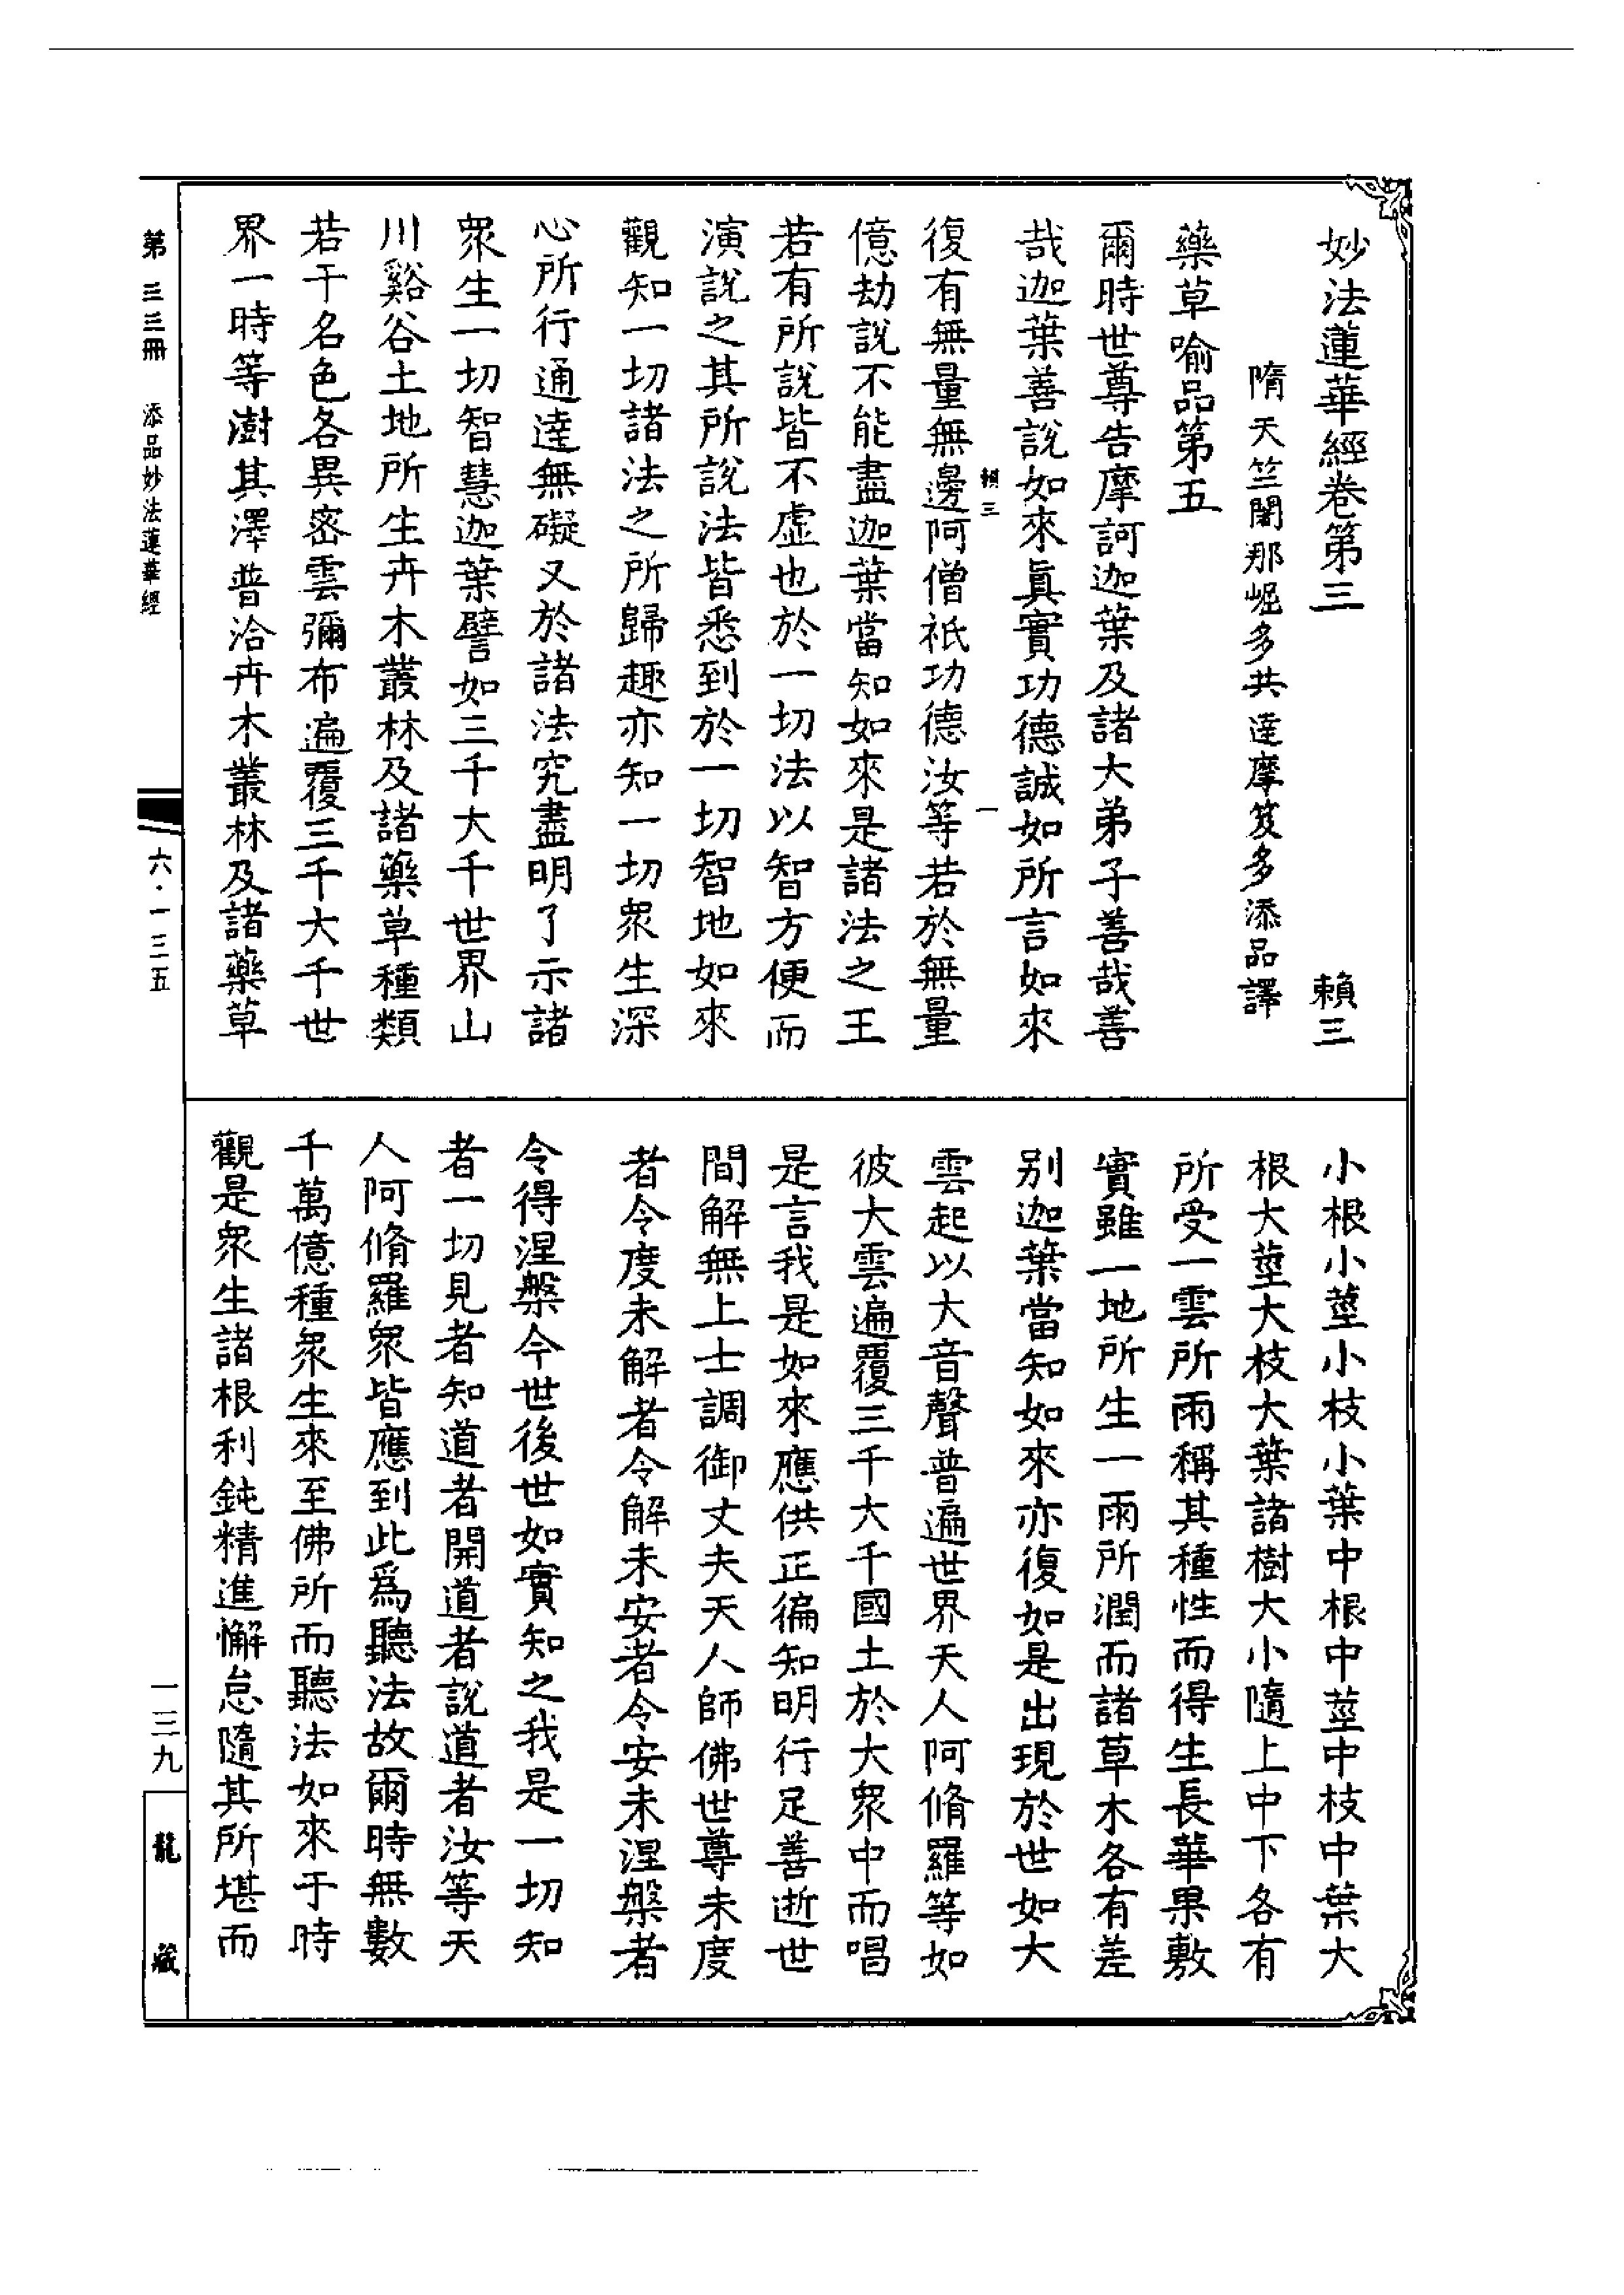 妙法蓮華經卷第三　賴三
隋天竺闍那崛多共達摩笈多添品譯
藥草喻品第五
爾時世尊告摩訶迦葉及諸大弟子善哉善
哉迦葉善說如來眞實功德誠如所言如來
賴三　一
復有無量無邊阿僧祇功德汝等若於無量
億劫說不能盡迦葉當知如來是諸法之王
若有所說皆不虛也於一切法以智方便而
演說之其所說法皆悉到於一切智地如來
觀知一切諸法之所歸趣亦知一切衆生深
心所行通達無礙又於諸法究盡明了示諸
衆生一切智慧迦葉譬如三千大千世界山
川谿谷土地所生卉木叢林及諸藥草種類
若干名色各異密雲彌布遍覆三千大千世
界一時等澍其澤普洽卉木叢林及諸藥草
小根小莖小枝小葉中根中莖中枝中葉大
根大莖大枝大葉諸樹大小隨上中下各有
所受一雲所雨稱其種性而得生長華果敷
實雖一地所生一雨所潤而諸草木各有差
別迦葉當知如來亦復如是出現於世如大
雲起以大音聲普遍世界天人阿脩羅等如
彼大雲遍覆三千大千國土於大衆中而唱
是言我是如來應供正徧知明行足善逝世
間解無上士調御丈夫天人師佛世尊未度
者令度未解者令解未安者令安未涅槃者
令得涅槃今世後世如實知之我是一切知
者一切見者知道者開道者說道者汝等天
人阿脩羅衆皆應到此爲聽法故爾時無數
千萬億種衆生來至佛所而聽法如來于時
觀是衆生諸根利鈍精進懈怠隨其所堪而
第三三冊　添品妙法蓮華經
六·一三五
一三九
龍藏